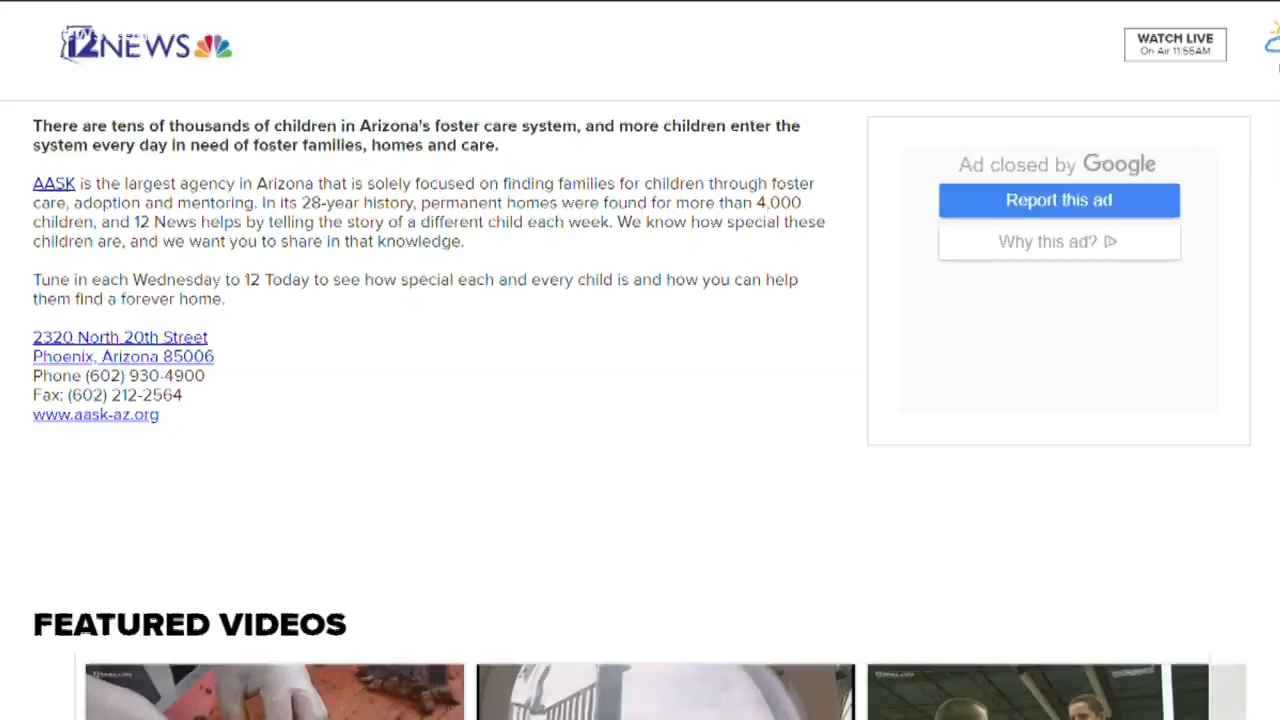 12NEWS
WATCH LIVE
On Air 11:55AM
There are tens of thousands of children in Arizona's foster care system, and more children enter the
system every day in need of foster families, homes and care.
AASK is the largest agency in Arizona that is solely focused on finding families for children through foster
care, adoption and mentoring. In its 28-year history, permanent homes were found for more than 4,000
children, and 12 News helps by telling the story of a different child each week. We know how special these
children are, and we want you to share in that knowledge.
Tune in each Wednesday to 12 Today to see how special each and every child is and how you can help
them find a forever home.
2320 North 20th Street
Phoenix, Arizona 85006
Phone (602) 930-4900
Fax: (602) 212-2564
www.aask-az.org
Ad closed by Google
Report this ad
Why this ad?
FEATURED VIDEOS
12news.com
12news.com